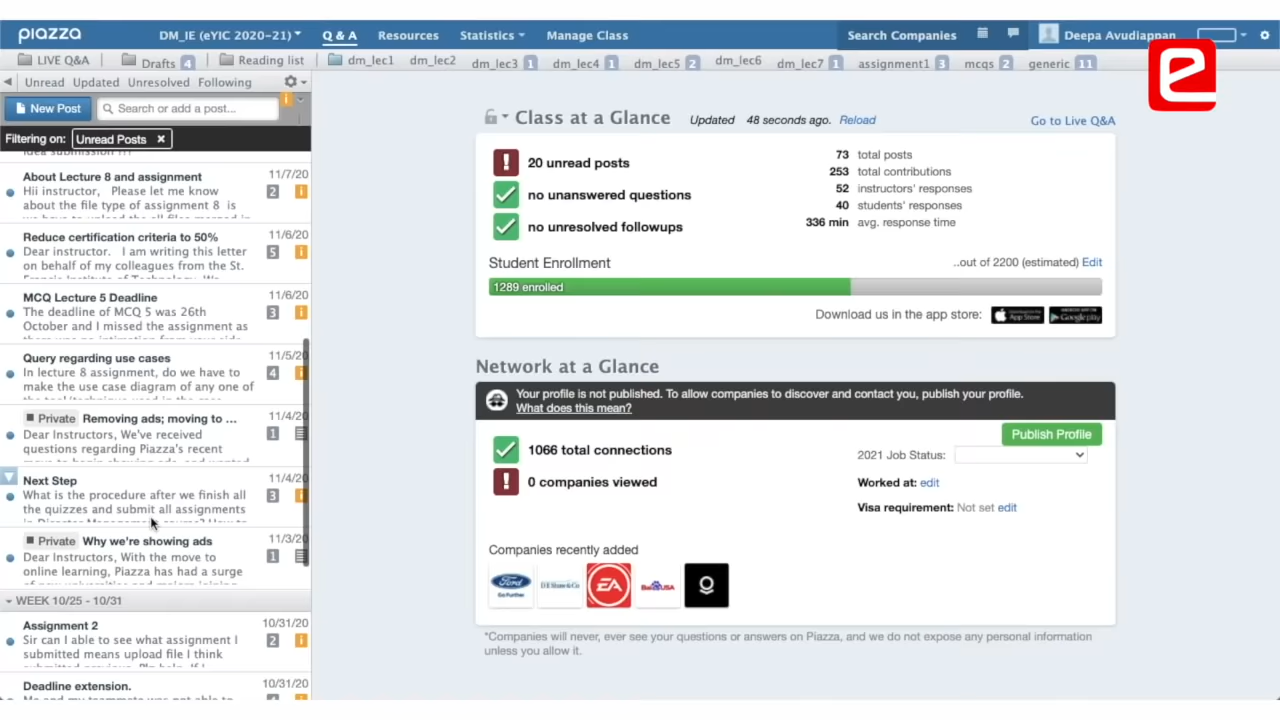 piazza
DM_IE (eYIC 2020-21)
Q & A
Resources
Statistics
Manage Class
Search Companies
Deepa Avudiappan
LIVE Q&A
Drafts 4
Reading list
dm_lec1
dm_lec2
dm_lec3 1
dm_lec4 1
dm_lec5 2
dm_lec6
dm_lec7 1
assignment1 3
mcqs 2
generic 11
Unread Updated Unresolved Following
New Post
Search or add a post...
Filtering on: Unread Posts x
About Lecture 8 and assignment 11/7/20
Hii instructor, Please let me know 2 i
about the file type of assignment 8 is
Reduce certification criteria to 50% 11/6/20
Dear instructor. I am writing this letter 5 i
on behalf of my colleagues from the St.
Francis Institute of Technology. We
MCQ Lecture 5 Deadline 11/6/20
The deadline of MCQ 5 was 26th 3 i
October and I missed the assignment as
Query regarding use cases 11/5/20
In lecture 8 assignment, do we have to 4 i
make the use case diagram of any one of
Private Removing ads; moving to ... 11/4/20
Dear Instructors, We've received 1
questions regarding Piazza's recent
Next Step 11/4/20
What is the procedure after we finish all 3 i
the quizzes and submit all assignments
Private Why we're showing ads 11/3/20
Dear Instructors, With the move to 1
online learning, Piazza has had a surge
WEEK 10/25 - 10/31
Assignment 2 10/31/20
Sir can I able to see what assignment I 2 i
submitted means upload file I think
Deadline extension. 10/31/20
Class at a Glance Updated 48 seconds ago. Reload
Go to Live Q&A
20 unread posts
no unanswered questions
no unresolved followups
73 total posts
253 total contributions
52 instructors' responses
40 students' responses
336 min avg. response time
Student Enrollment
..out of 2200 (estimated) Edit
1289 enrolled
Download us in the app store:
App Store
Google play
Network at a Glance
Your profile is not published. To allow companies to discover and contact you, publish your profile.
What does this mean?
Publish Profile
1066 total connections
0 companies viewed
2021 Job Status:
Worked at: edit
Visa requirement: Not set edit
Companies recently added
Ford
Go Further
DE Shaw & Co
EA
Baidu USA
*Companies will never, ever see your questions or answers on Piazza, and we do not expose any personal information
unless you allow it.